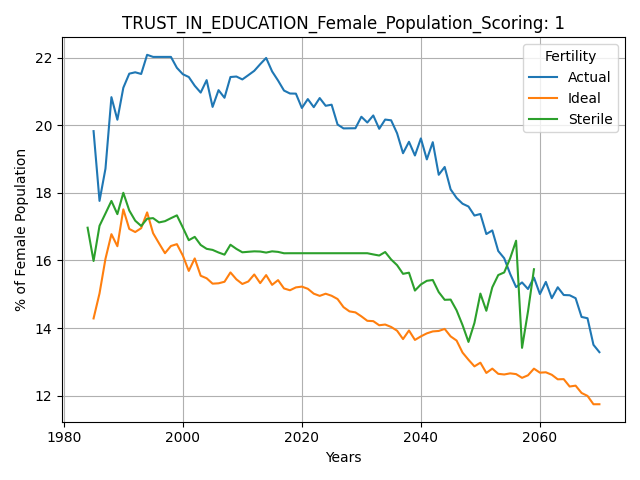 TRUST_IN_EDUCATION_Female_Population_Scoring: 1
Fertility
Actual
Ideal
Sterile
% of Female Population
22
20
18
16
14
12
1980
2000
2020
2040
2060
Years